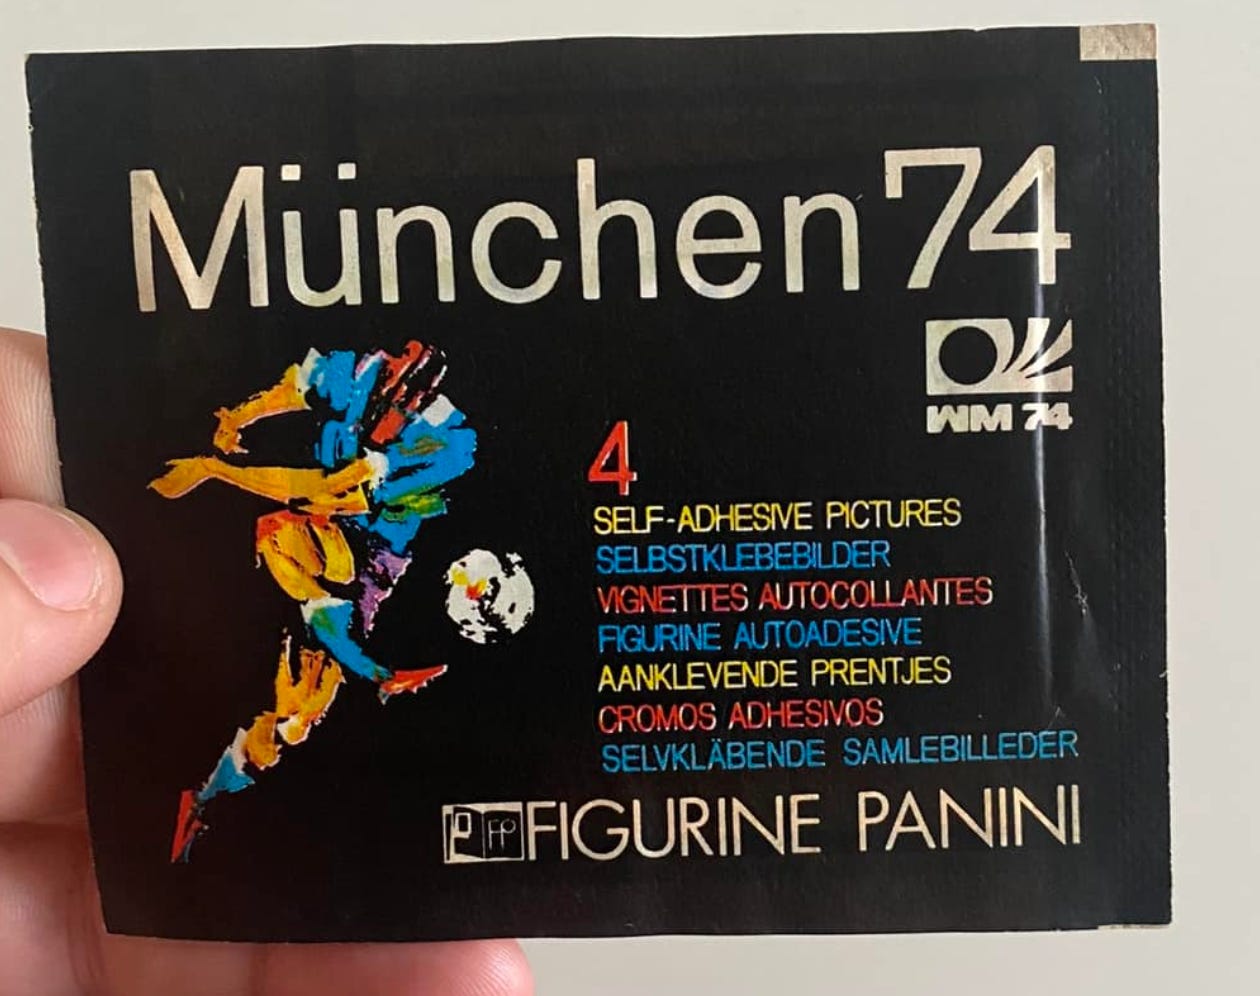 München 74
WM 74
4
SELF-ADHESIVE PICTURES
SELBSTKLEBEBILDER
VIGNETTES AUTOCOLLANTES
FIGURINE AUTOADESIVE
AANKLEVENDE PRENTJES
CROMOS ADHESIVOS
SELVKLÄBENDE SAMLEBILLEDER
FP FIGURINE PANINI